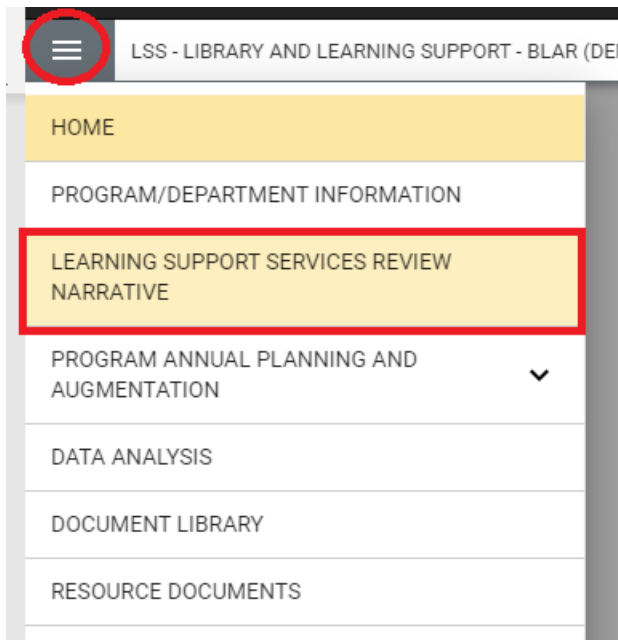 LSS - LIBRARY AND LEARNING SUPPORT - BLAR (DE
HOME
PROGRAM/DEPARTMENT INFORMATION
LEARNING SUPPORT SERVICES REVIEW
NARRATIVE
PROGRAM ANNUAL PLANNING AND
AUGMENTATION
DATA ANALYSIS
DOCUMENT LIBRARY
RESOURCE DOCUMENTS